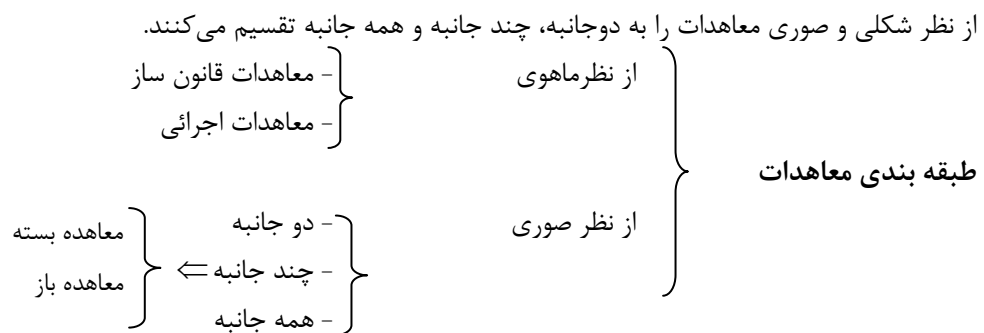 از نظر شکلی و صوری معاهدات را به دوجانبه، چند جانبه و همه جانبه تقسیم می‌کنند.
از نظرماهوی
- معاهدات قانون ساز
- معاهدات اجرائی
طبقه بندی معاهدات
از نظر صوری
- دو جانبه
- چند جانبه ⇐
- همه جانبه
معاهده بسته
معاهده باز